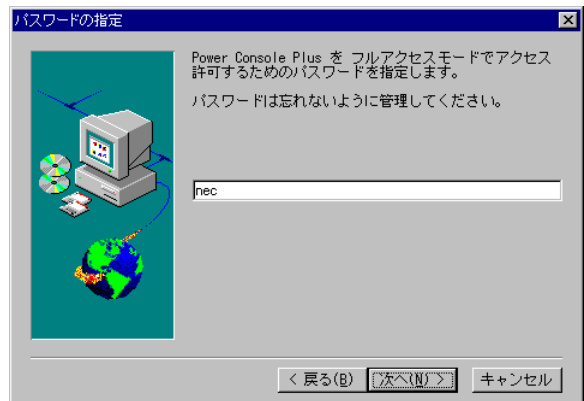 パスワードの指定
Power Console Plus を フルアクセスモードでアクセス
許可するためのパスワードを指定します。
パスワードは忘れないように管理してください。
nec
< 戻る(B)
次へ(N) >
キャンセル